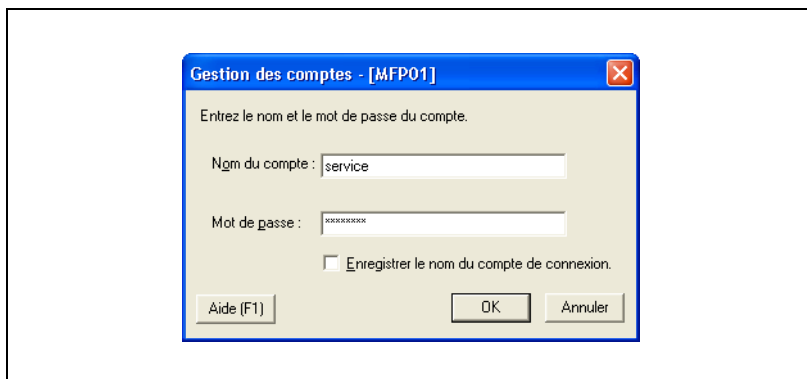 Gestion des comptes - [MFP01]
Entrez le nom et le mot de passe du compte.
Nom du compte : service
Mot de passe : ××××××××
Enregistrer le nom du compte de connexion.
Aide (F1) OK Annuler